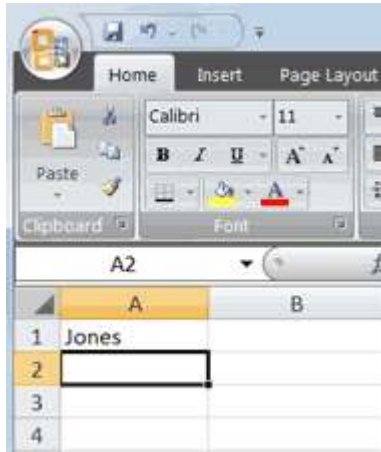 Home Insert Page Layout
Calibri 11
Paste
B I U A A
A
Clipboard Font
A2
A B
1 Jones
2
3
4